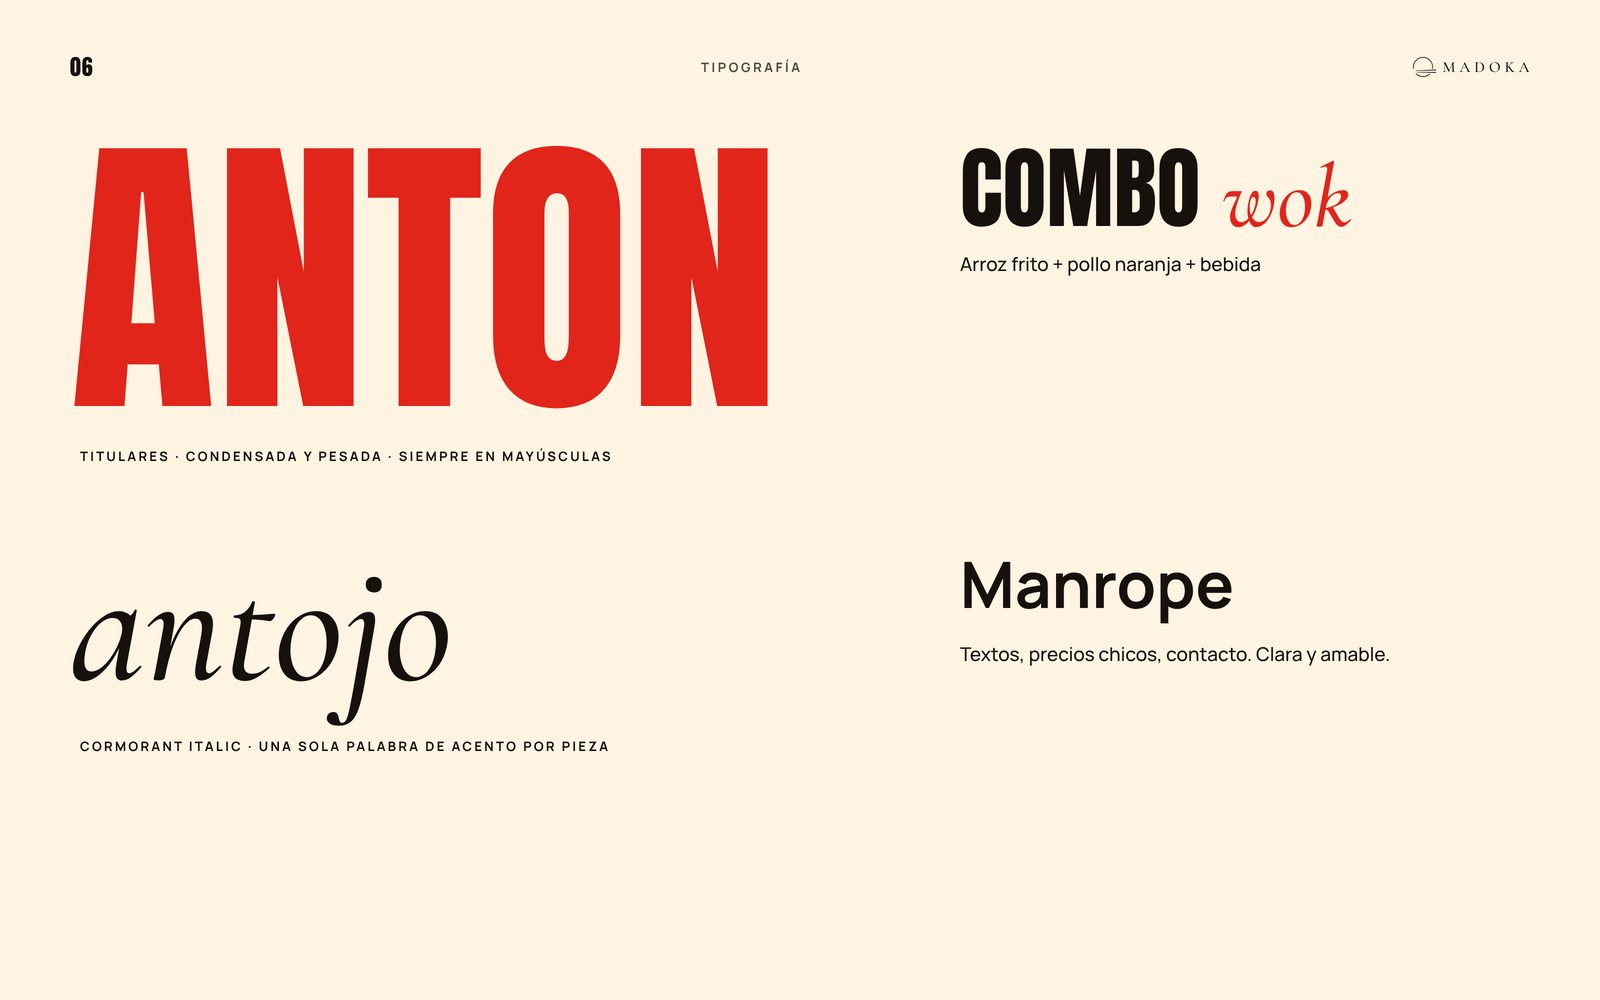 06
TIPOGRAFÍA
MADOKA
ANTON
TITULARES · CONDENSADA Y PESADA · SIEMPRE EN MAYÚSCULAS
COMBO wok
Arroz frito + pollo naranja + bebida
antojo
CORMORANT ITALIC · UNA SOLA PALABRA DE ACENTO POR PIEZA
Manrope
Textos, precios chicos, contacto. Clara y amable.